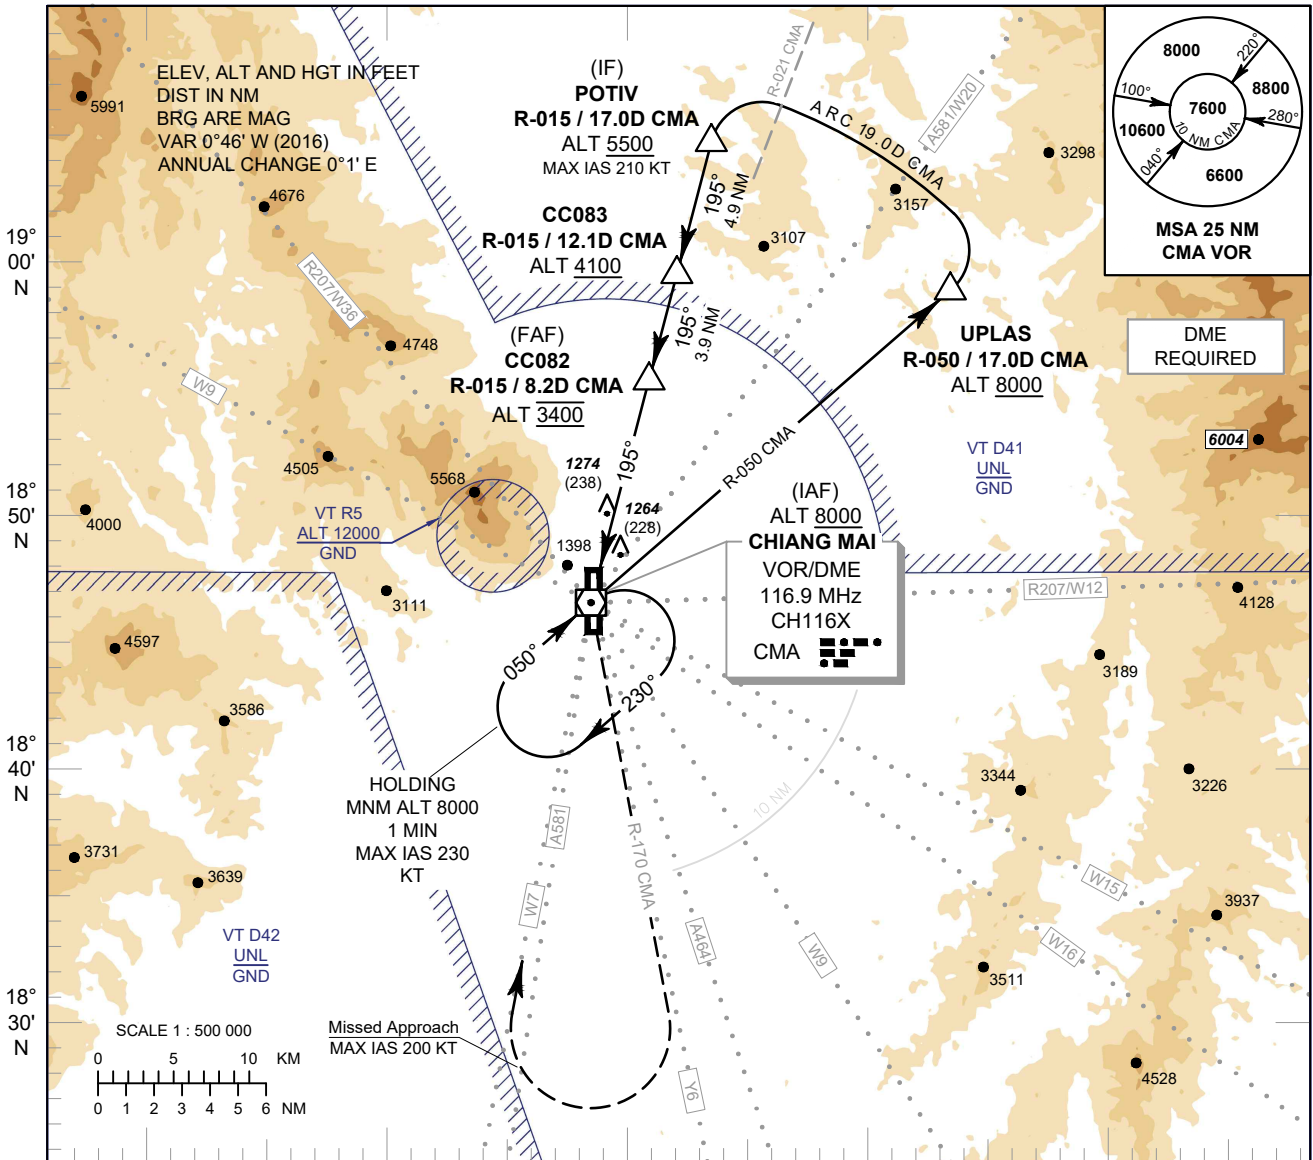 ELEV, ALT AND HGT IN FEET
DIST IN NM
BRG ARE MAG
VAR 0°46' W (2016)
ANNUAL CHANGE 0°1' E
5991
4676
(IF)
POTIV
R-015 / 17.0D CMA
ALT 5500
MAX IAS 210 KT
R-021 CMA
A581/W20
ARC 19.0D CMA
3298
3157
3107
8000
220°
8800
100°
7600
280°
10 NM CMA
10600
040°
6600
MSA 25 NM
CMA VOR
195°
4.9 NM
CC083
R-015 / 12.1D CMA
ALT 4100
19°
00'
N
R207/W36
4748
W9
195°
3.9 NM
(FAF)
CC082
R-015 / 8.2D CMA
ALT 3400
UPLAS
R-050 / 17.0D CMA
ALT 8000
DME
REQUIRED
6004
4505
5568
1274
(238)
195°
1264
(228)
1398
R-050 CMA
VT D41
UNL
GND
18°
50'
N
4000
VT R5
ALT 12000
GND
3111
(IAF)
ALT 8000
CHIANG MAI
VOR/DME
116.9 MHz
CH116X
CMA
R207/W12
4128
4597
3586
050°
230°
3189
18°
40'
N
HOLDING
MNM ALT 8000
1 MIN
MAX IAS 230
KT
3344
3226
10 NM
A581
R-170 CMA
3731
3639
W7
A464
W9
W15
W16
3937
3511
VT D42
UNL
GND
18°
30'
N
SCALE 1 : 500 000
0 5 10 KM
0 1 2 3 4 5 6 NM
Missed Approach
MAX IAS 200 KT
Y6
4528